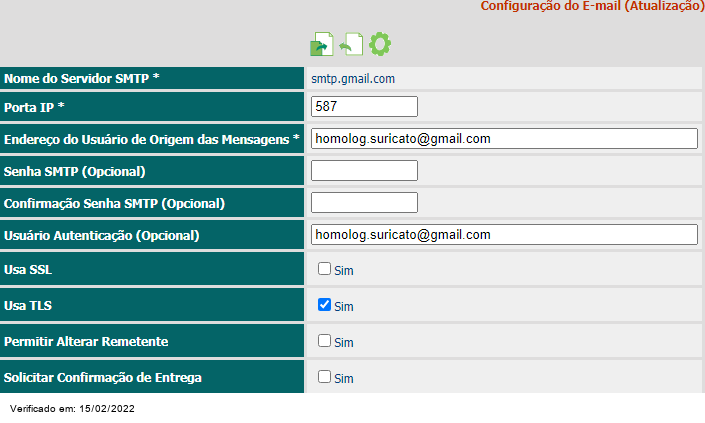 Configuração do E-mail (Atualização)
Nome do Servidor SMTP * smtp.gmail.com
Porta IP * 587
Endereço do Usuário de Origem das Mensagens * homolog.suricato@gmail.com
Senha SMTP (Opcional)
Confirmação Senha SMTP (Opcional)
Usuário Autenticação (Opcional) homolog.suricato@gmail.com
Usa SSL Sim
Usa TLS Sim
Permitir Alterar Remetente Sim
Solicitar Confirmação de Entrega Sim
Verificado em: 15/02/2022